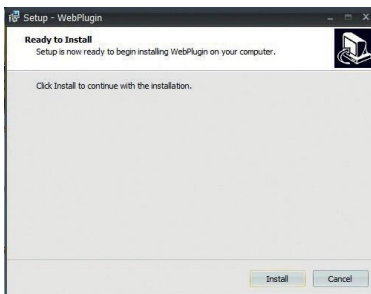 Setup - WebPlugin
Ready to Install
Setup is now ready to begin installing WebPlugin on your computer.
Click Install to continue with the installation.
Install Cancel